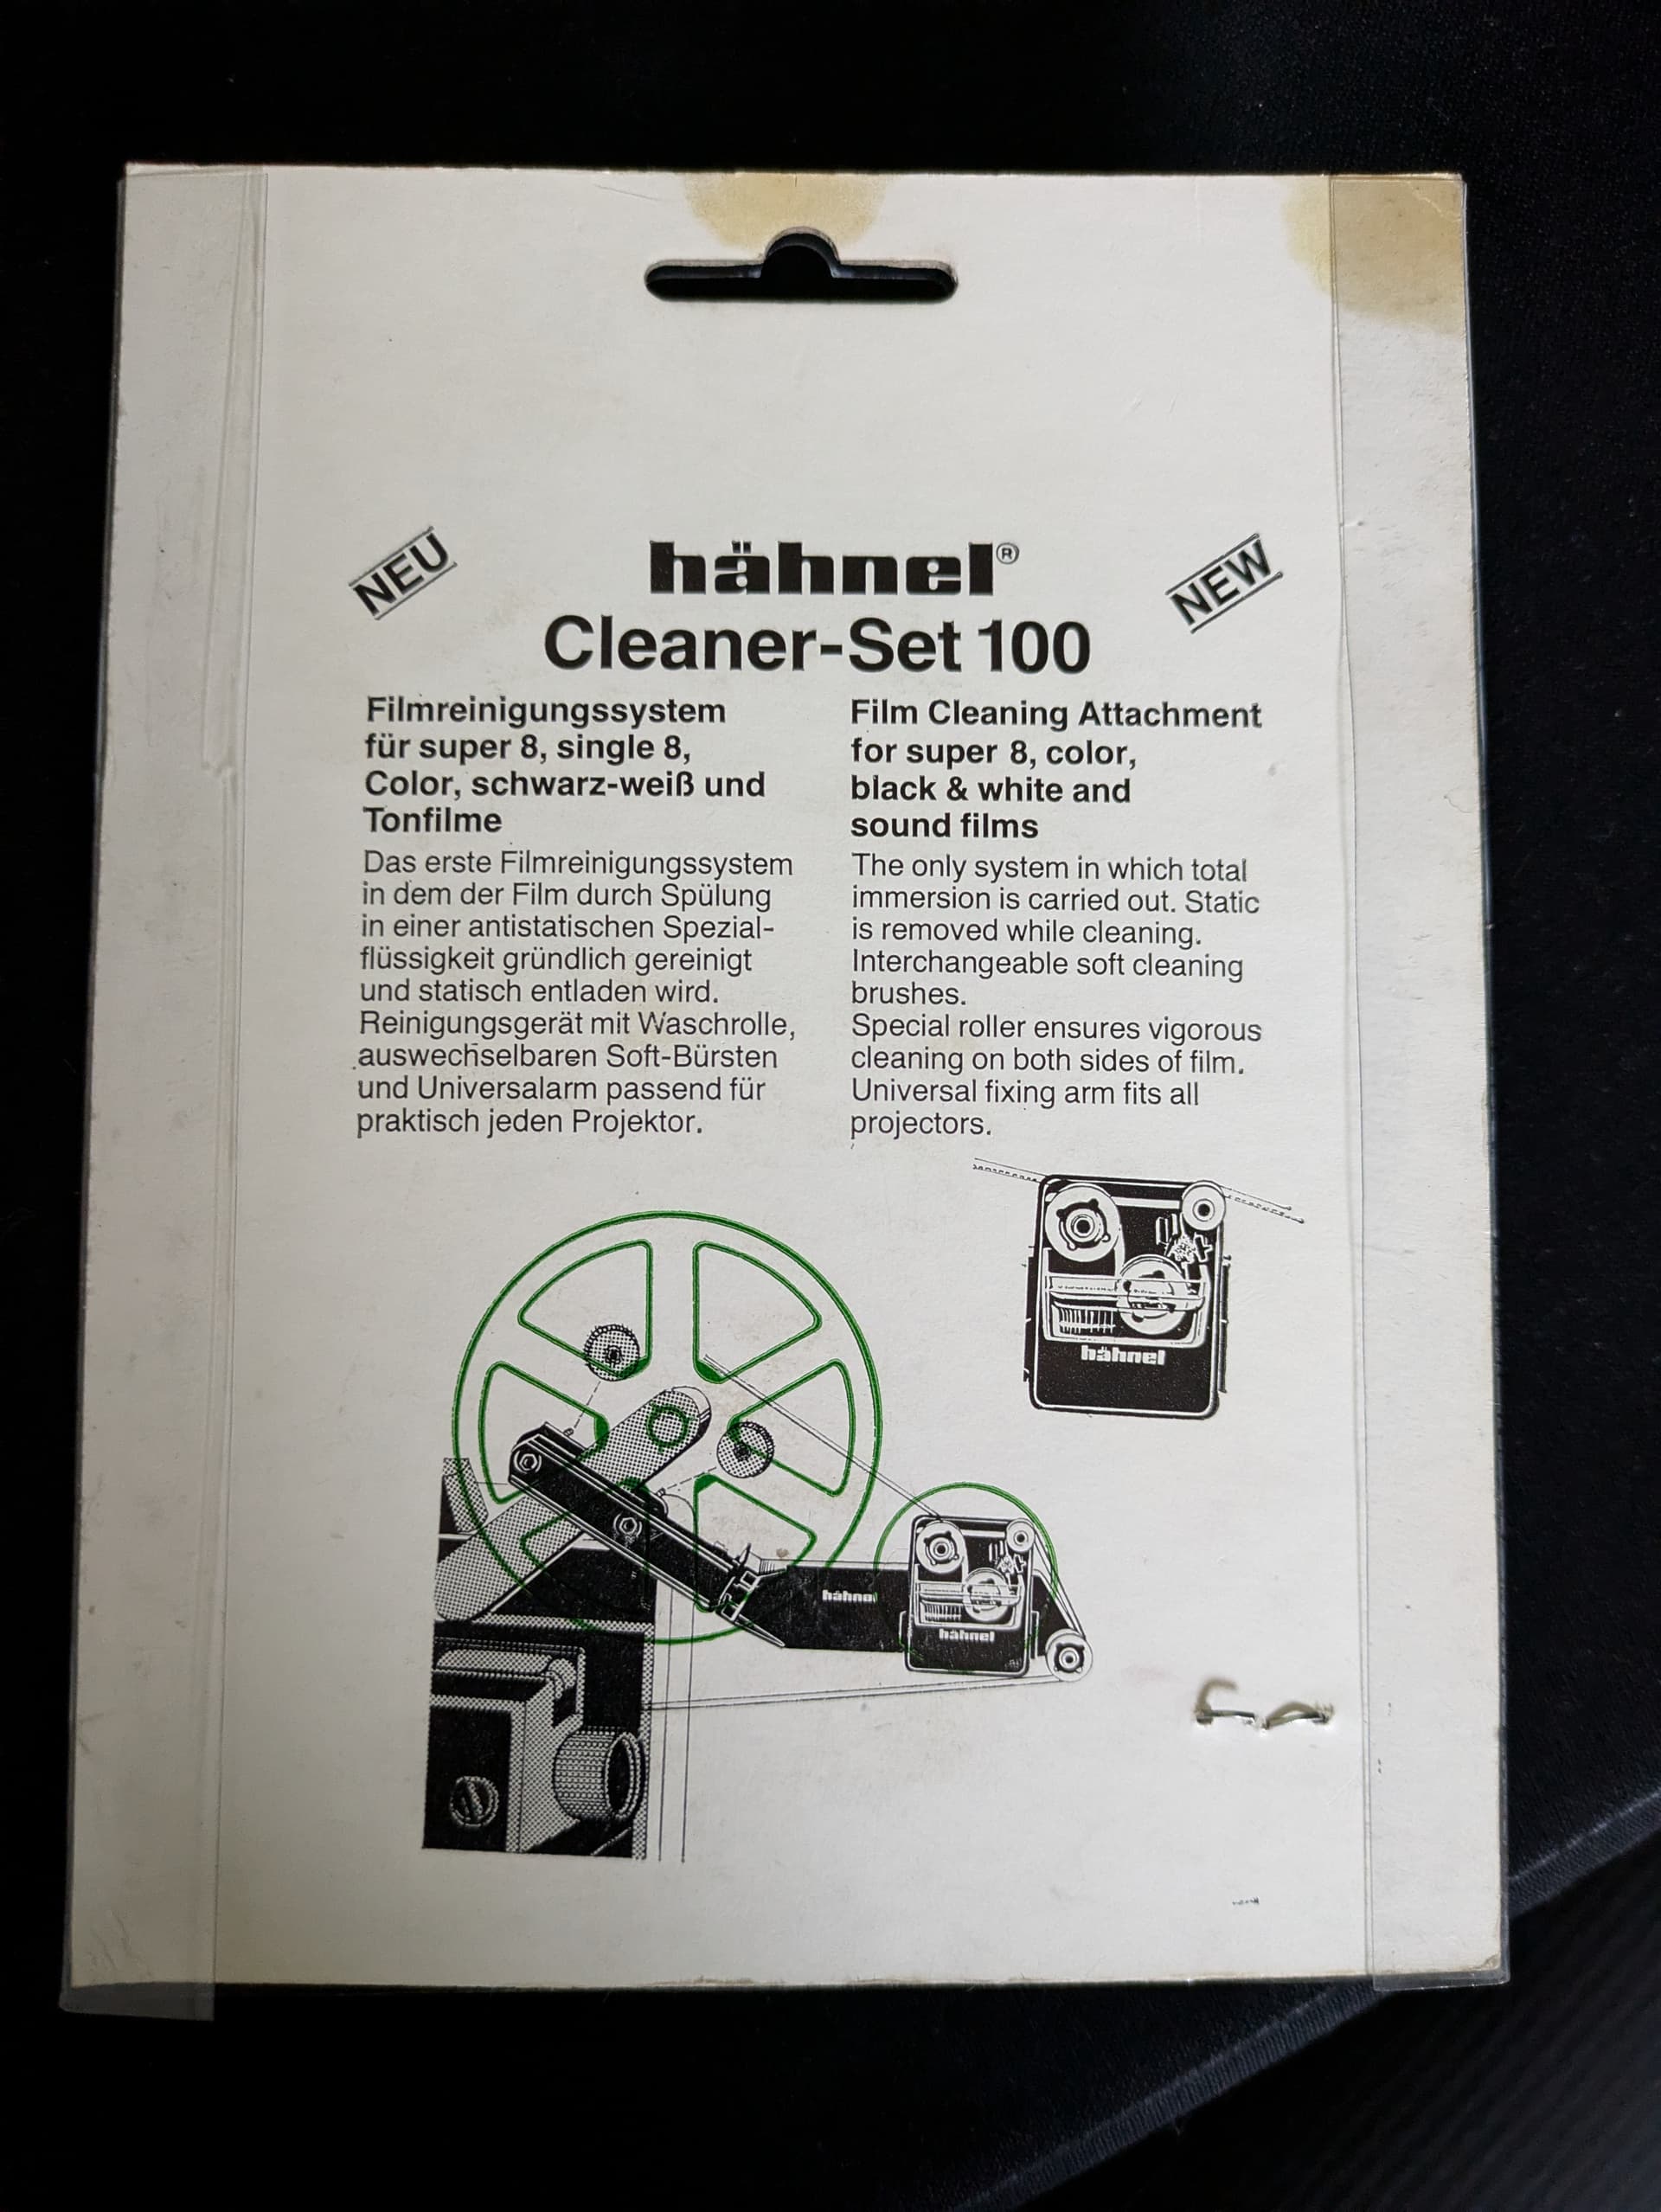 NEU
hähnel®
NEW
Cleaner-Set 100
Filmreinigungssystem
für super 8, single 8,
Color, schwarz-weiß und
Tonfilme
Das erste Filmreinigungssystem
in dem der Film durch Spülung
in einer antistatischen Spezial-
flüssigkeit gründlich gereinigt
und statisch entladen wird.
Reinigungsgerät mit Waschrolle,
auswechselbaren Soft-Bürsten
und Universalarm passend für
praktisch jeden Projektor.
Film Cleaning Attachment
for super 8, color,
black & white and
sound films
The only system in which total
immersion is carried out. Static
is removed while cleaning.
Interchangeable soft cleaning
brushes.
Special roller ensures vigorous
cleaning on both sides of film.
Universal fixing arm fits all
projectors.
hähnel
hähnel
hähnel